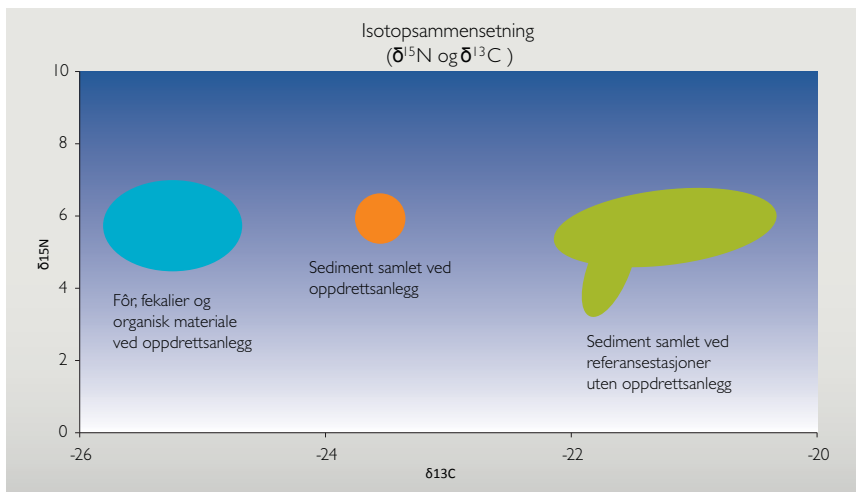 Isotopsammensetning
(δ¹⁵N og δ¹³C )
10
8
6
4
2
0
δ15N
Fôr, fekalier og
organisk materiale
ved oppdrettsanlegg
Sediment samlet ved
oppdrettsanlegg
Sediment samlet ved
referansestasjoner
uten oppdrettsanlegg
-26
-24
-22
-20
δ13C